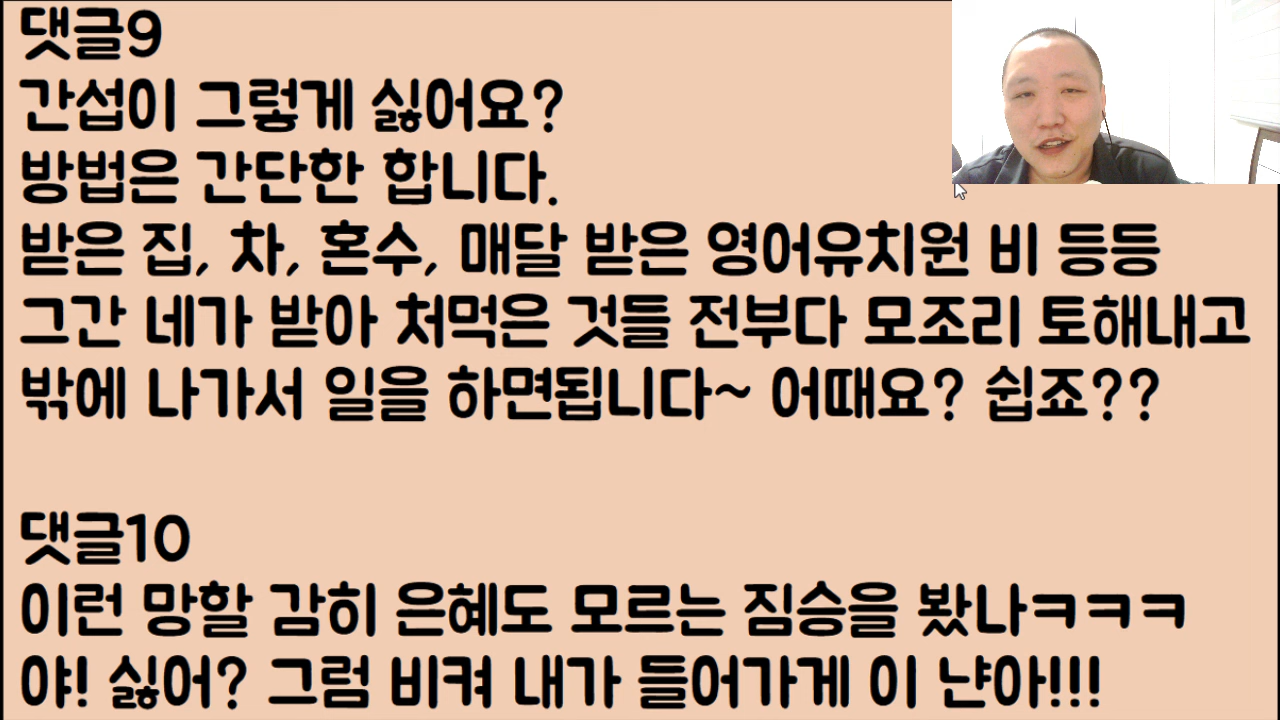 댓글9
간섭이 그렇게 싫어요?
방법은 간단한 합니다.
받은 집, 차, 혼수, 매달 받은 영어유치원 비 등등
그간 네가 받아 처먹은 것들 전부다 모조리 토해내고
밖에 나가서 일을 하면됩니다~ 어때요? 쉽죠??
댓글10
이런 망할 감히 은혜도 모르는 짐승을 봤나ㅋㅋㅋ
야! 싫어? 그럼 비켜 내가 들어가게 이 냔아!!!